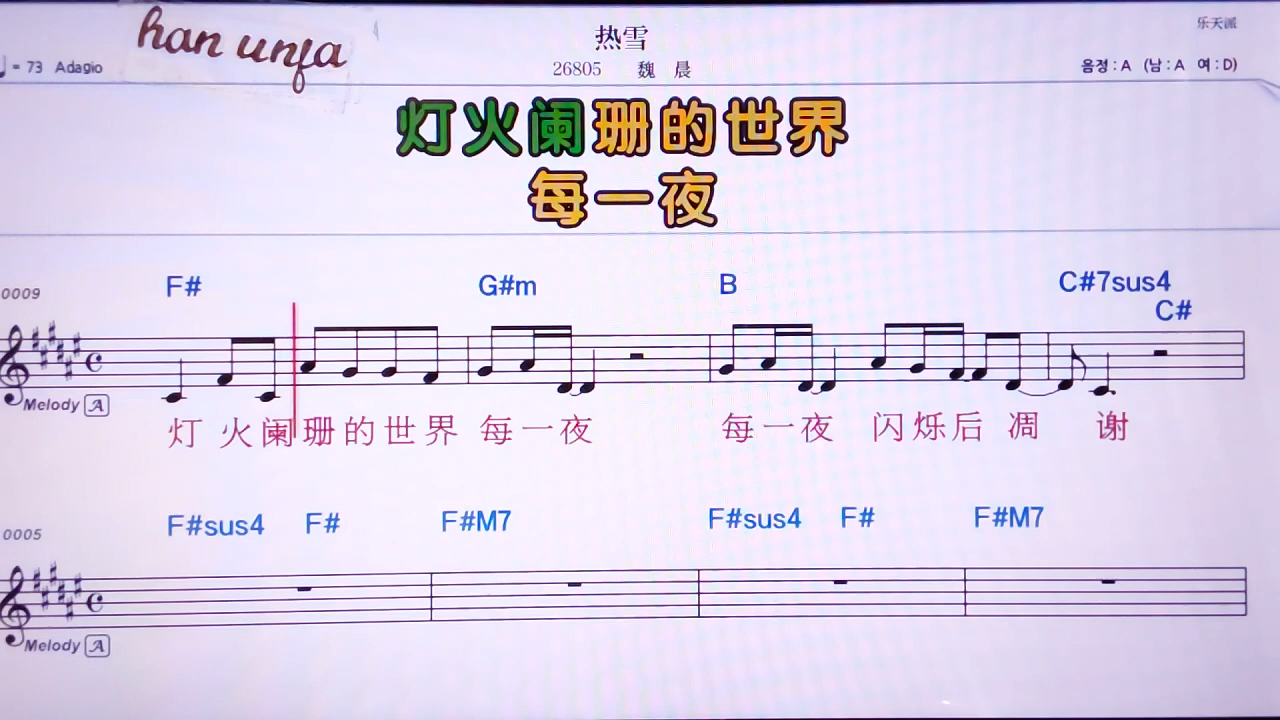 han unfa
热雪
乐天派
♩ = 73 Adagio
26805 魏 晨
음정 : A (남 : A 여 : D)
灯火阑珊的世界
每一夜
F# G#m B C#7sus4
C#
0009
Melody A
灯 火 阑 珊 的 世 界 每 一 夜 每 一 夜 闪 烁 后 凋 谢
F#sus4 F# F#M7 F#sus4 F# F#M7
0005
Melody A